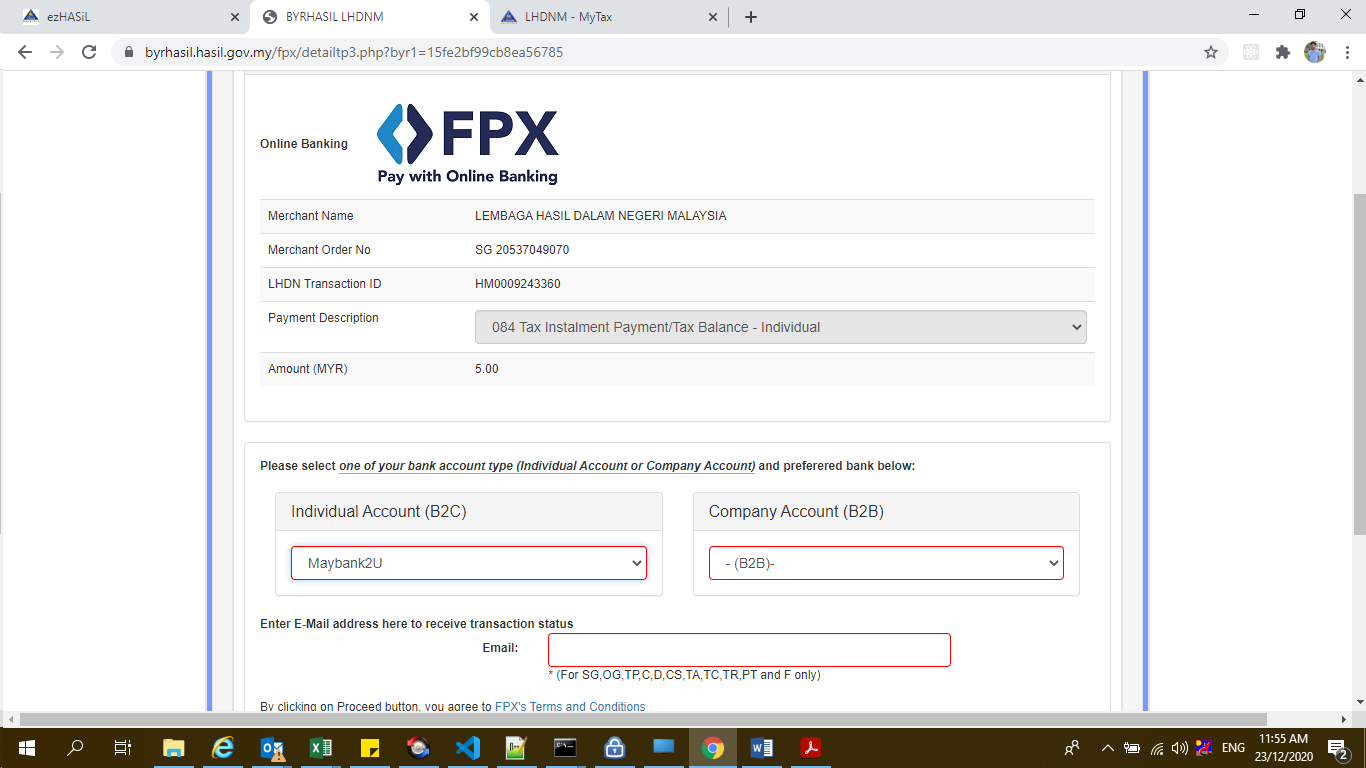 ezHASiL
BYRHASIL LHDNM
LHDNM - MyTax
byrhasil.hasil.gov.my/fpx/detailtp3.php?byr1=15fe2bf99cb8ea56785
Online Banking
FPX
Pay with Online Banking
Merchant Name LEMBAGA HASIL DALAM NEGERI MALAYSIA
Merchant Order No SG 20537049070
LHDN Transaction ID HM0009243360
Payment Description 084 Tax Instalment Payment/Tax Balance - Individual
Amount (MYR) 5.00
Please select one of your bank account type (Individual Account or Company Account) and preferered bank below:
Individual Account (B2C)
Maybank2U
Company Account (B2B)
- (B2B)-
Enter E-Mail address here to receive transaction status
Email:
* (For SG,OG,TP,C,D,CS,TA,TC,TR,PT and F only)
By clicking on Proceed button, you agree to FPX's Terms and Conditions
ENG
11:55 AM
23/12/2020
2